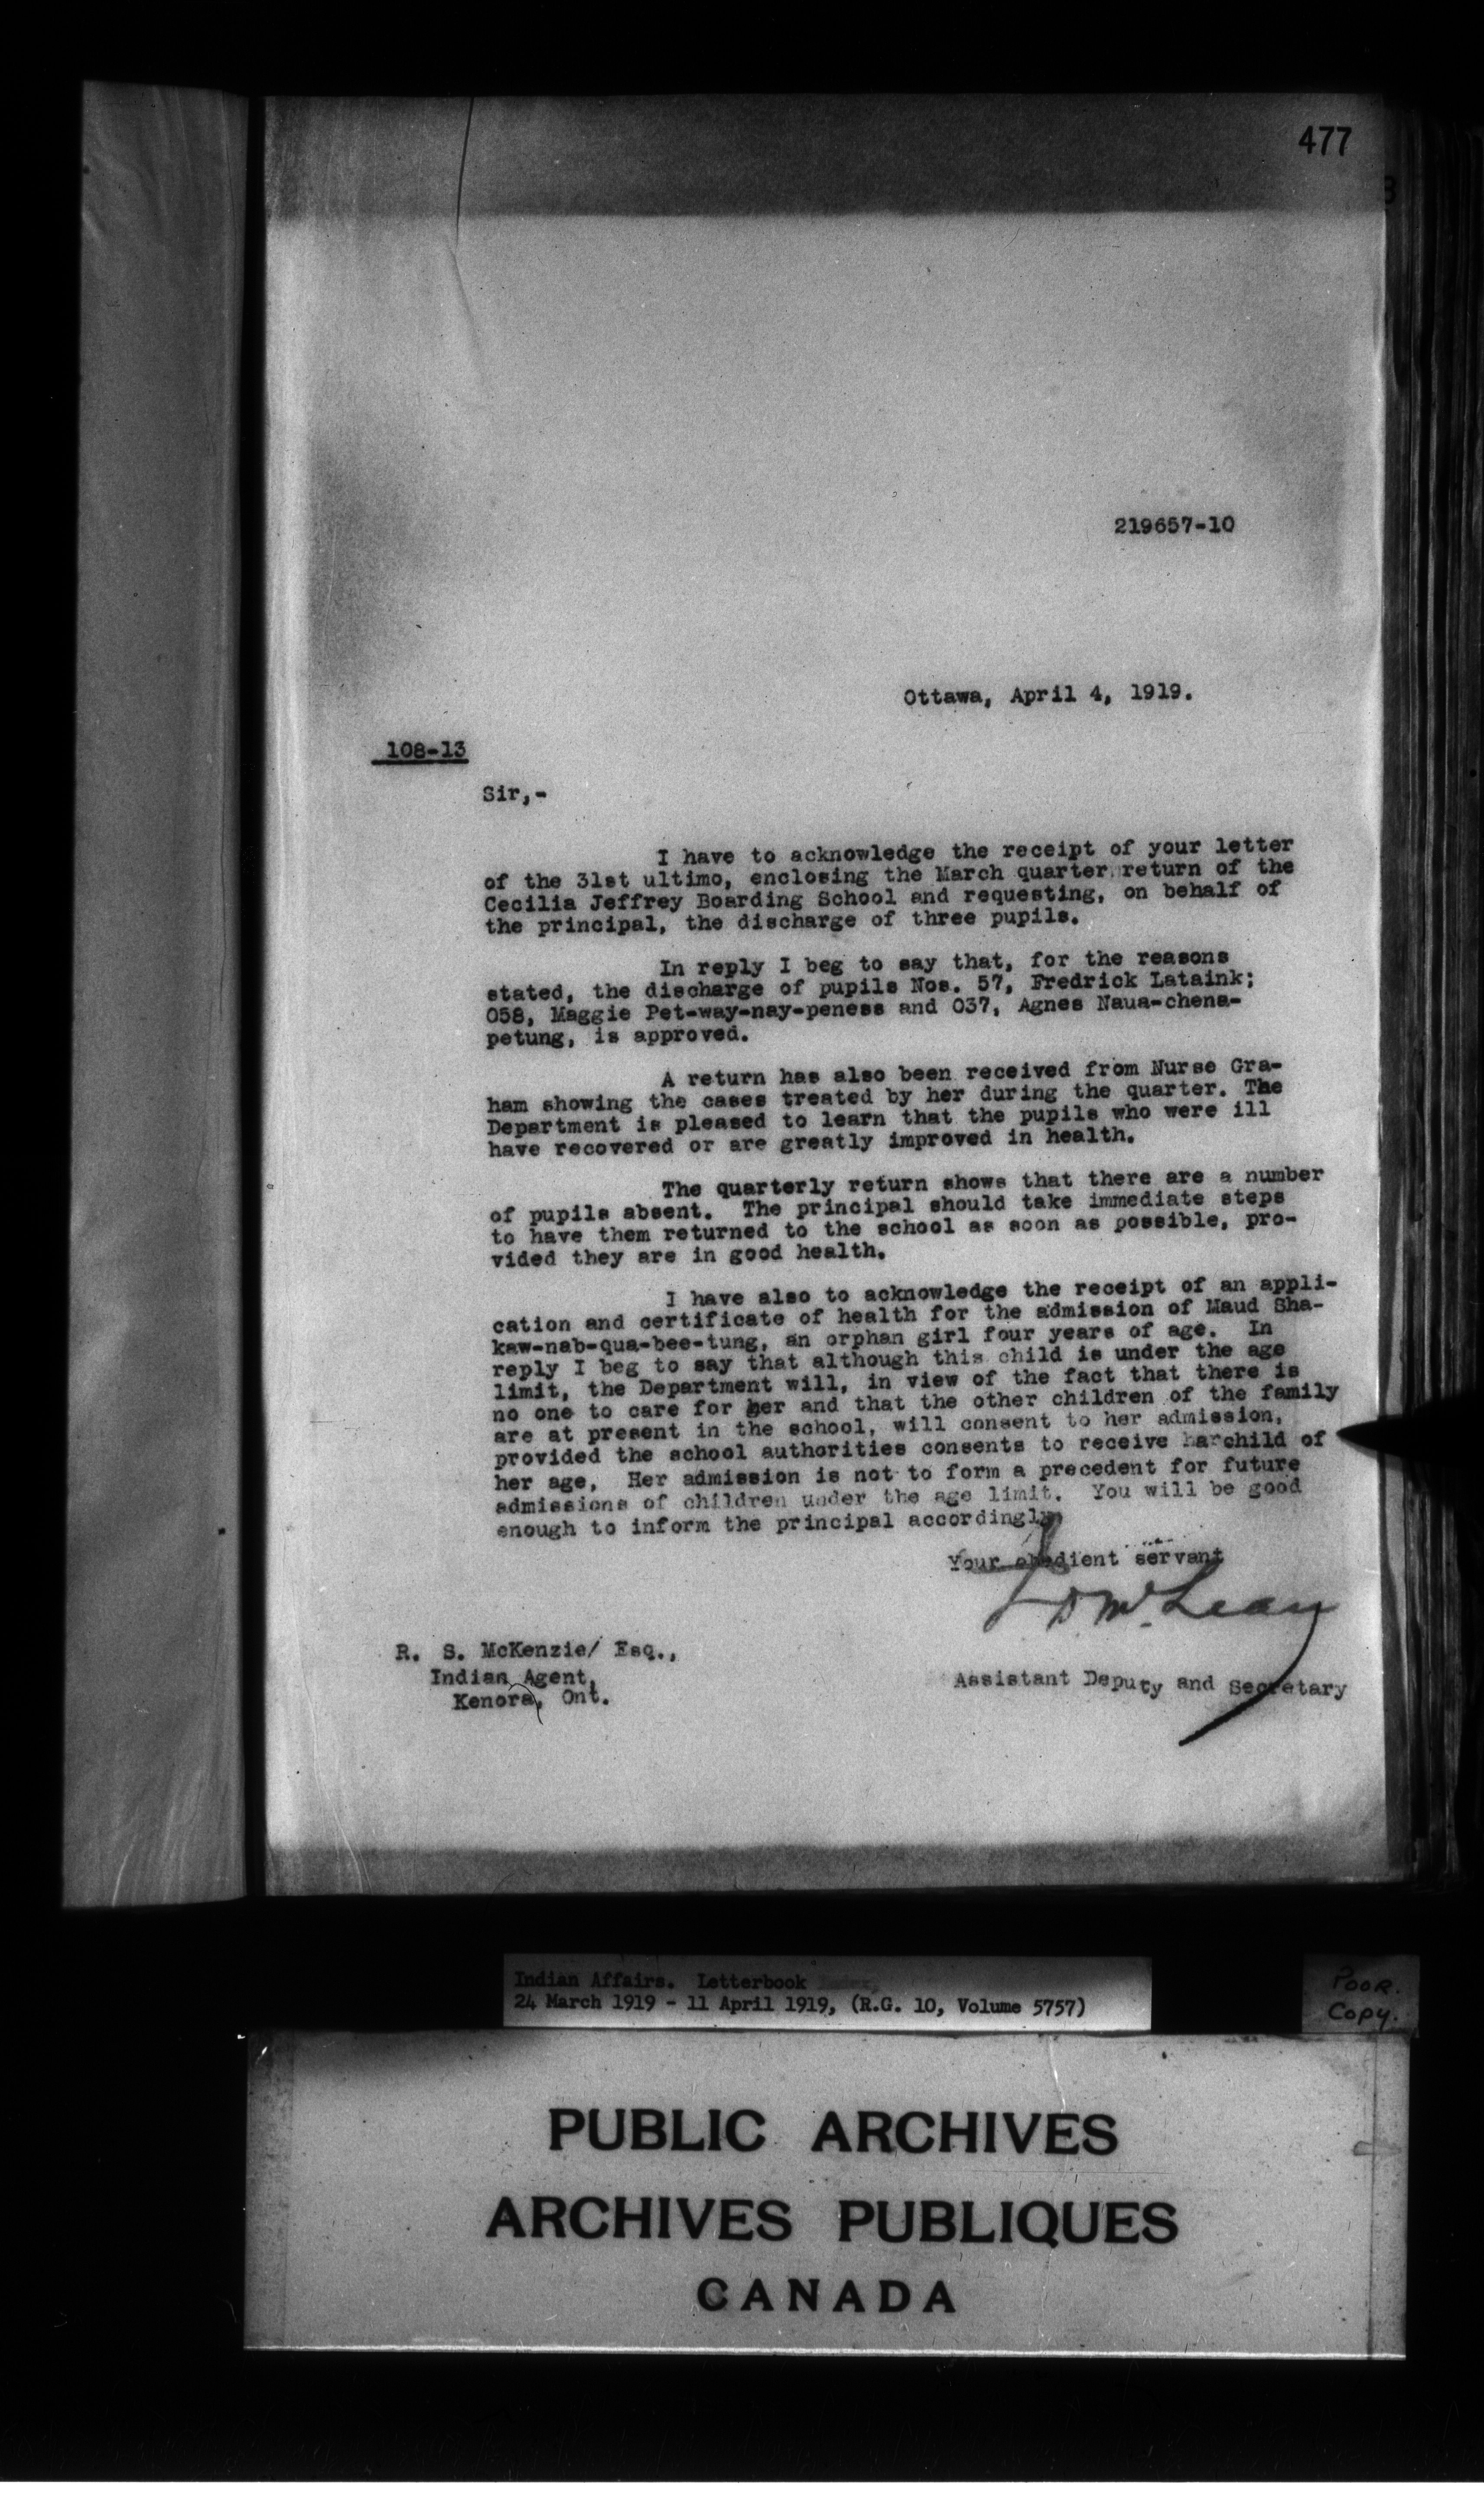 477
219657-10
Ottawa, April 4, 1919.
108-13
Sir,-
I have to acknowledge the receipt of your letter
of the 31st ultimo, enclosing the March quarter return of the
Cecilia Jeffrey Boarding School and requesting, on behalf of
the principal, the discharge of three pupils.
In reply I beg to say that, for the reasons
stated, the discharge of pupils Nos. 57, Fredrick Lataink;
058, Maggie Pet-way-nay-peness and 037, Agnes Naua-chena-
petung, is approved.
A return has also been received from Nurse Gra-
ham showing the cases treated by her during the quarter. The
Department is pleased to learn that the pupils who were ill
have recovered or are greatly improved in health.
The quarterly return shows that there are a number
of pupils absent. The principal should take immediate steps
to have them returned to the school as soon as possible, pro-
vided they are in good health.
I have also to acknowledge the receipt of an appli-
cation and certificate of health for the admission of Maud Sha-
kaw-nab-qua-bee-tung, an orphan girl four years of age. In
reply I beg to say that although this child is under the age
limit, the Department will, in view of the fact that there is
no one to care for her and that the other children of the family
are at present in the school, will consent to her admission,
provided the school authorities consents to receive child of
her age. Her admission is not to form a precedent for future
admissions of children under the age limit. You will be good
enough to inform the principal accordingly
Your obedient servant
J D McLean
R. S. McKenzie/ Esq.,
Indian Agent,
Kenora, Ont.
Assistant Deputy and Secretary
Indian Affairs. Letterbook
24 March 1919 - 11 April 1919, (R.G. 10, Volume 5757)
Poor.
Copy.
PUBLIC ARCHIVES
ARCHIVES PUBLIQUES
CANADA